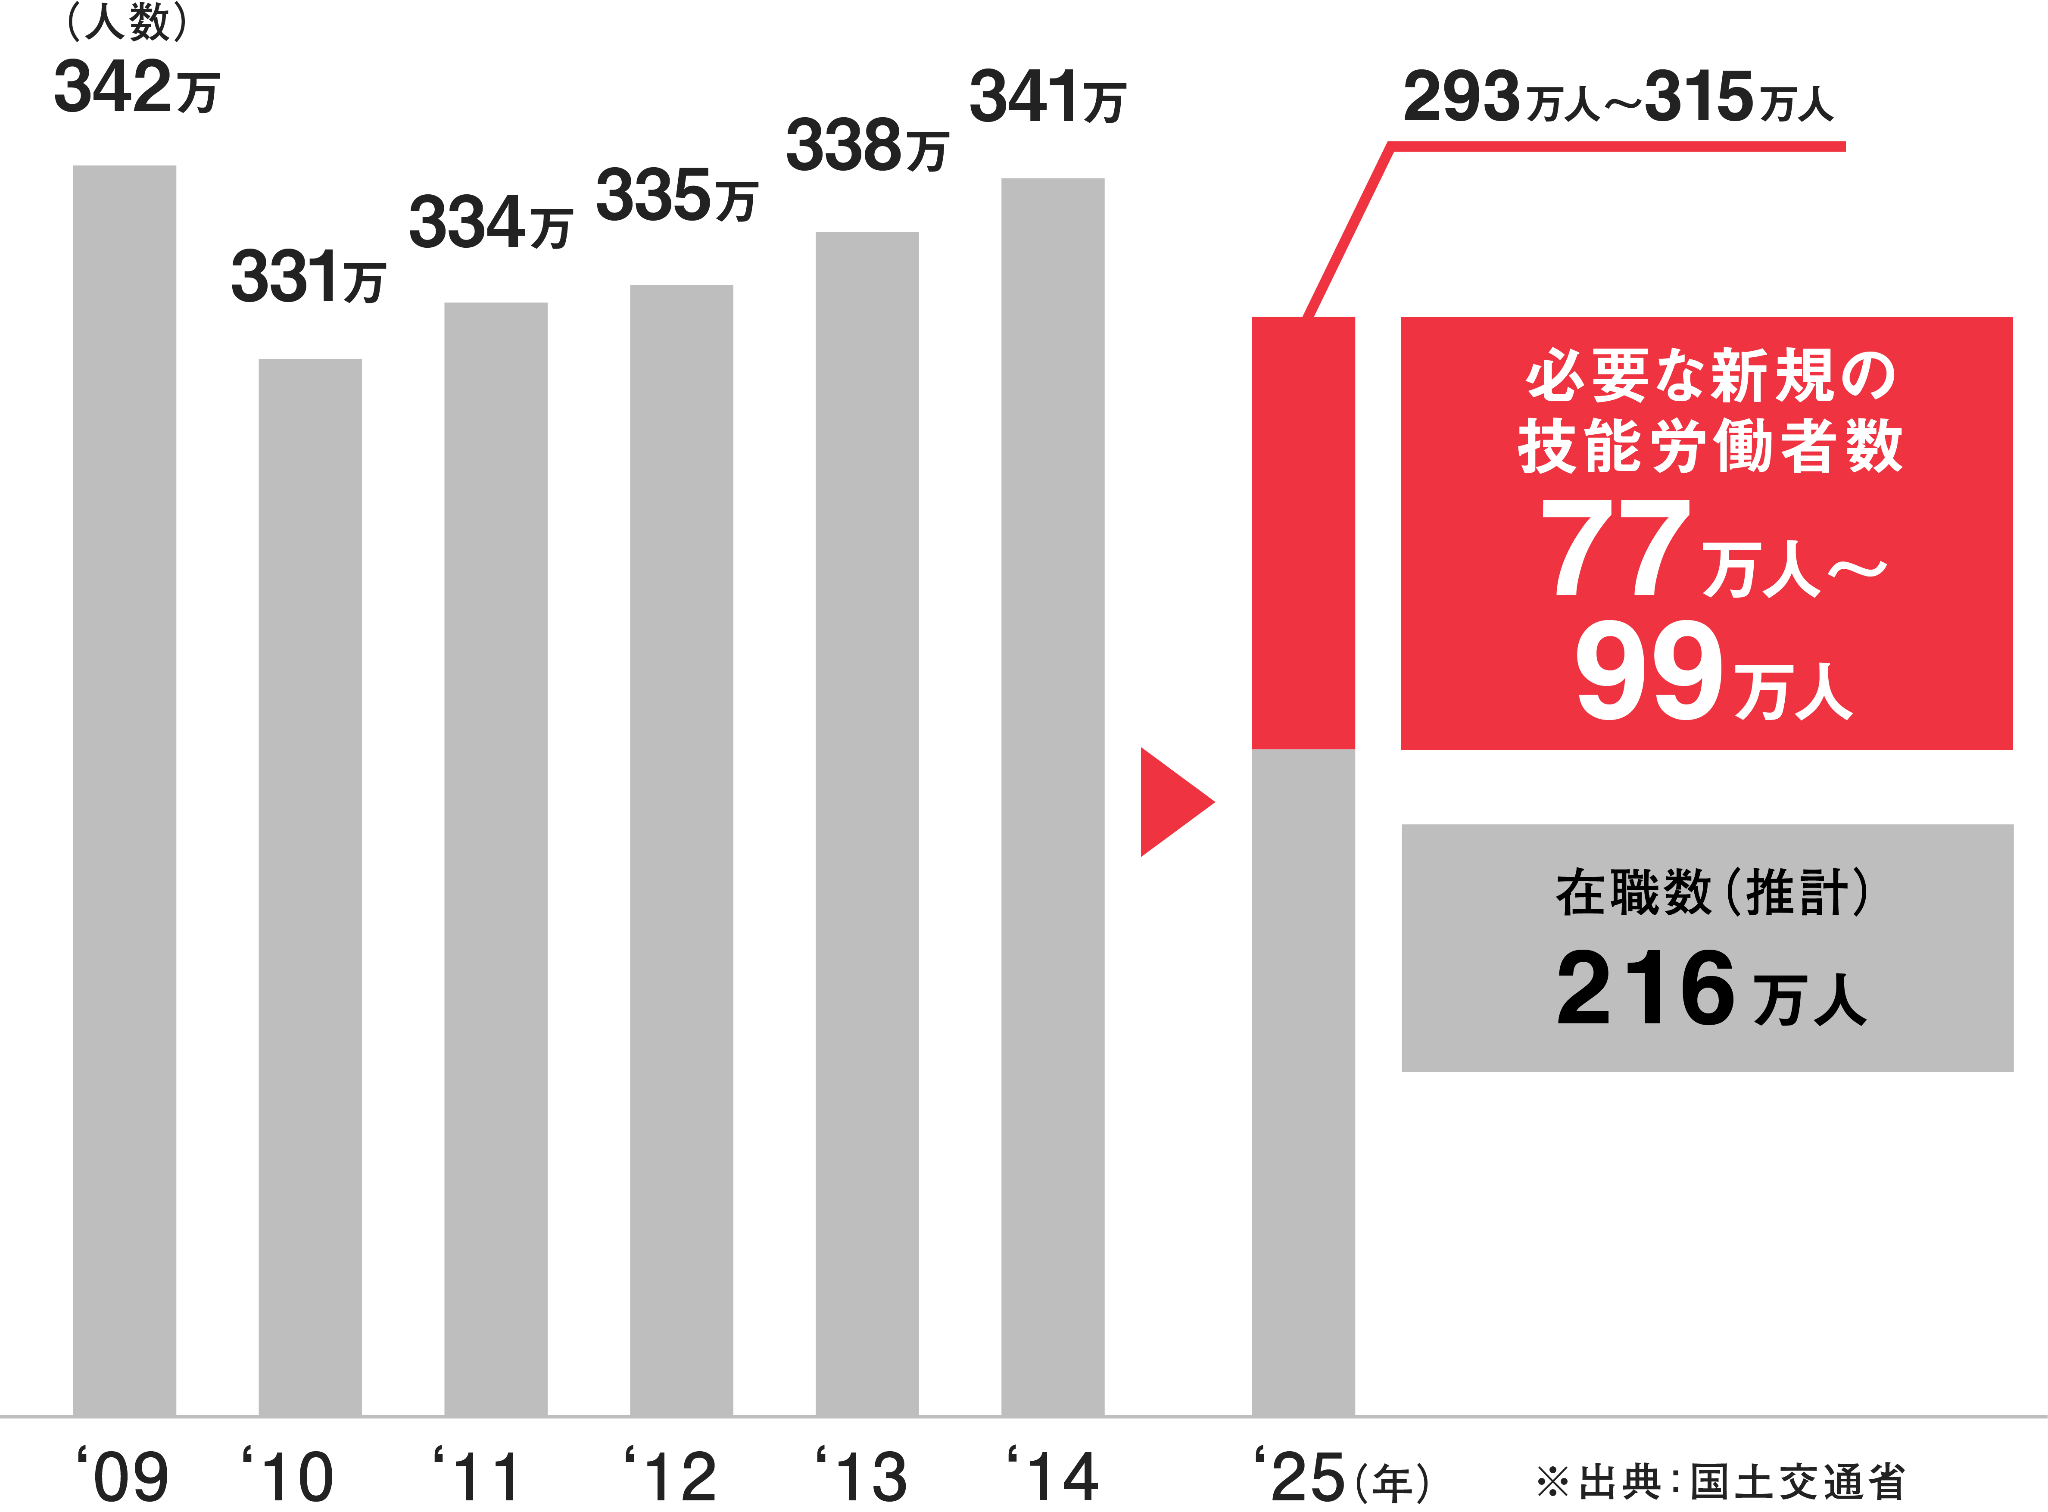 （人数）
342万
331万
334万
335万
338万
341万
293万人〜315万人
必要な新規の
技能労働者数
77万人〜
99万人
在職数（推計）
216万人
‘09
‘10
‘11
‘12
‘13
‘14
‘25（年）
※出典：国土交通省